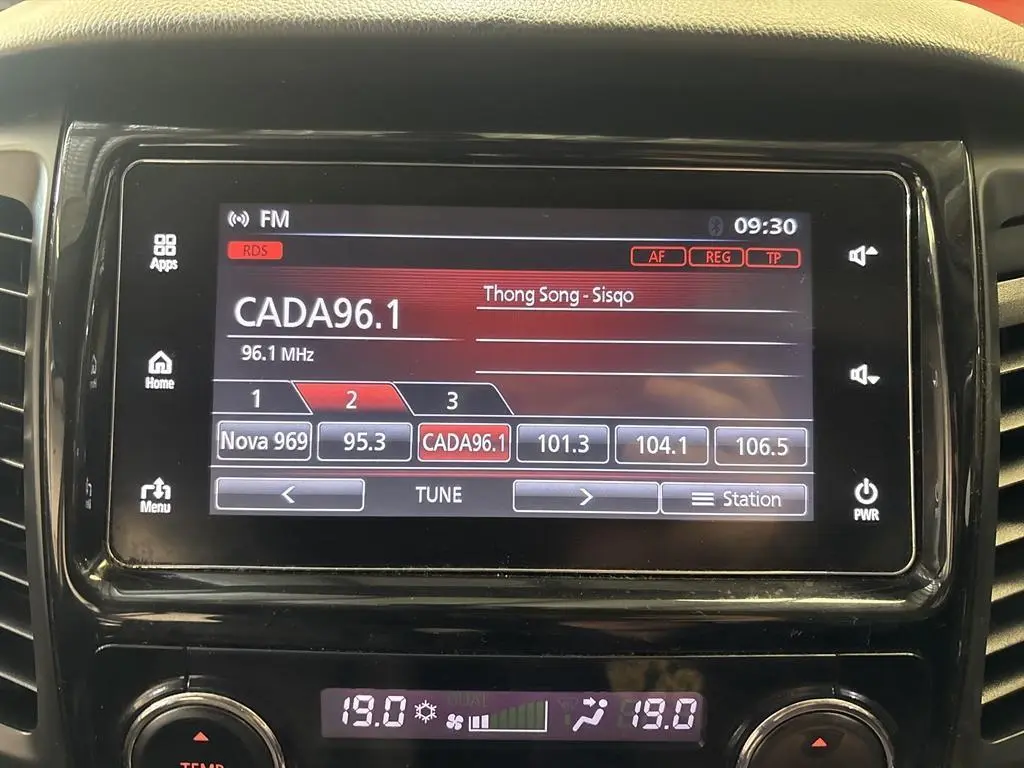 FM
09:30
RDS
AF REG TP
Apps
Thong Song - Sisqo
CADA96.1
96.1 MHz
Home
1 2 3
Nova 969 95.3 CADA96.1 101.3 104.1 106.5
Menu
< TUNE > Station
PWR
DUAL
19.0 19.0
TEMP